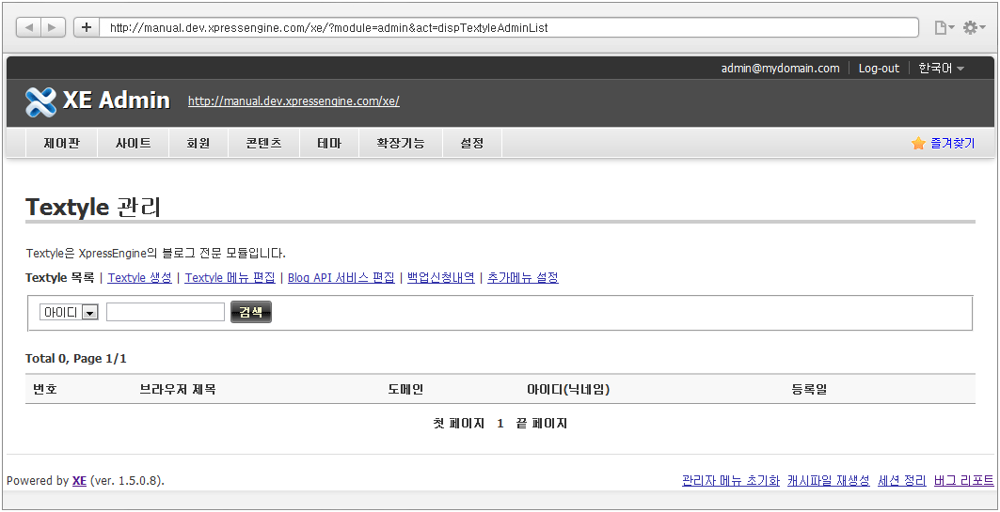 http://manual.dev.xpressengine.com/xe/?module=admin&act=dispTextyleAdminList
admin@mydomain.com | Log-out | 한국어
XE Admin http://manual.dev.xpressengine.com/xe/
제어판 사이트 회원 콘텐츠 테마 확장기능 설정 즐겨찾기
Textyle 관리
Textyle은 XpressEngine의 블로그 전문 모듈입니다.
Textyle 목록 | Textyle 생성 | Textyle 메뉴 편집 | Blog API 서비스 편집 | 백업신청내역 | 추가메뉴 설정
아이디 검색
Total 0, Page 1/1
번호 브라우저 제목 도메인 아이디(닉네임) 등록일
첫 페이지 1 끝 페이지
Powered by XE (ver. 1.5.0.8). 관리자 메뉴 초기화 캐시파일 재생성 세션 정리 버그 리포트